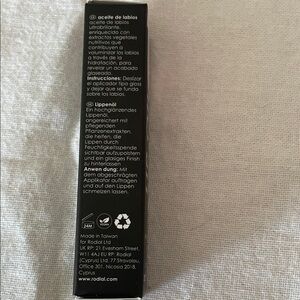 aceite de labios
aceite de labios
ultrabrillante,
enriquecido con
extractos vegetales
nutritivos que
contribuyen a
voluminizar los labios
a través de la
hidratación, para
revelar un acabado
glaseado.
Instrucciones: Deslizar
el aplicador tipo gloss
y dejar que se funda
sobre los labios.
Lippenöl
Ein hochglänzendes
Lippenöl,
angereichert mit
pflegenden
Pflanzenextrakten,
die helfen, die
Lippen durch
Feuchtigkeitsspende
sichtbar aufzupolstern
und ein glasiges Finish
zu hinterlassen
Anwen dung: Mit
dem abgeschrägten
Applikator auftragen
und auf den Lippen
schmelzen lassen.
24M
Made in Taiwan
for Rodial Ltd
UK RP: 21 Evesham Street,
W11 4AJ EU RP: Rodial
(Cyprus) Ltd: 77 Strovolou,
Office 301, Nicosia 2018,
Cyprus
www.rodial.com